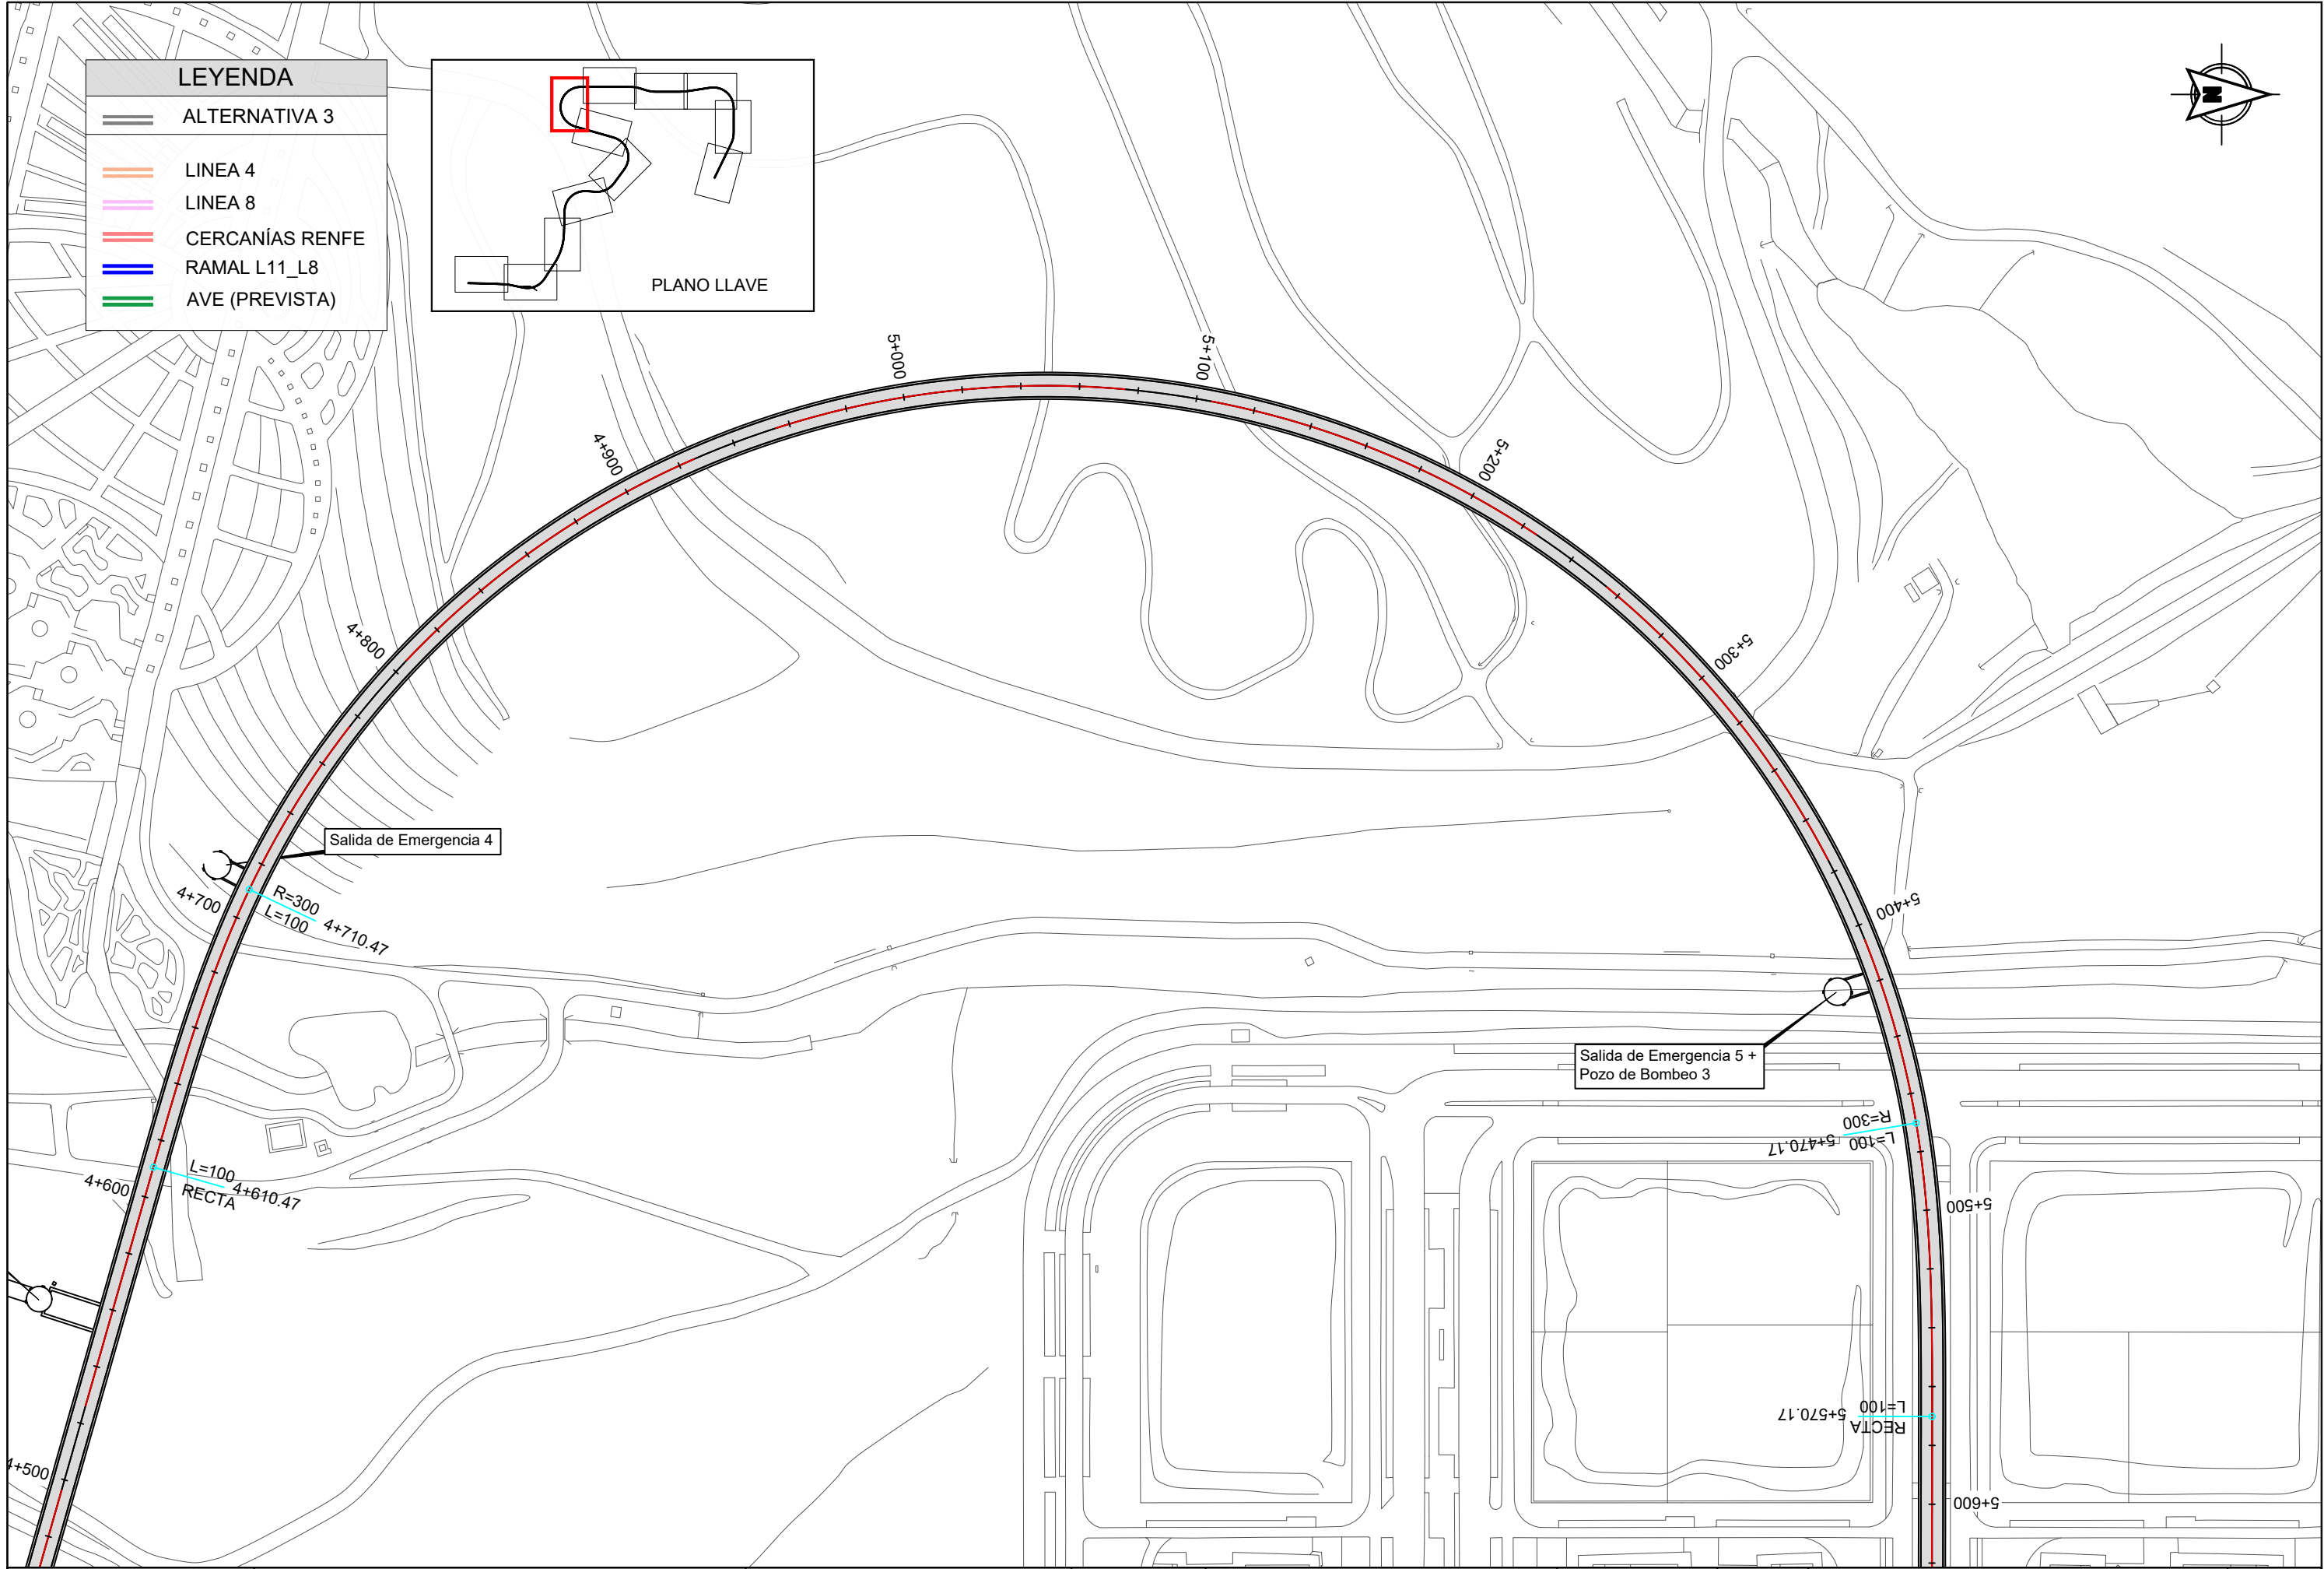 LEYENDA
ALTERNATIVA 3
LINEA 4
LINEA 8
CERCANÍAS RENFE
RAMAL L11_L8
AVE (PREVISTA)
PLANO LLAVE
N
5+000
5+100
4+900
5+200
4+800
5+300
Salida de Emergencia 4
4+700
R=300
L=100
4+710.47
5+400
Salida de Emergencia 5 +
Pozo de Bombeo 3
R=300
L=100
5+470.17
L=100
RECTA
4+610.47
4+600
5+500
L=100
RECTA
5+570.17
4+500
5+600